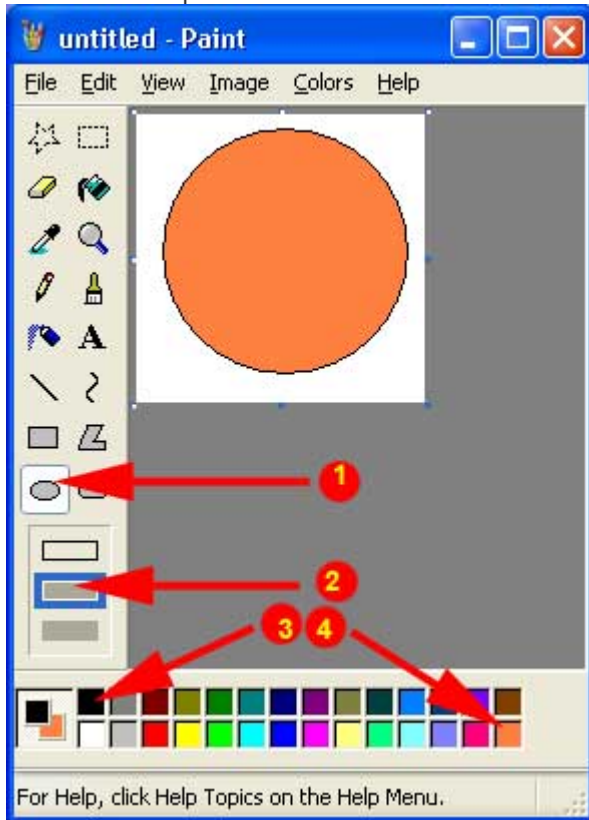 untitled - Paint
File Edit View Image Colors Help
A
1
2
3 4
For Help, click Help Topics on the Help Menu.